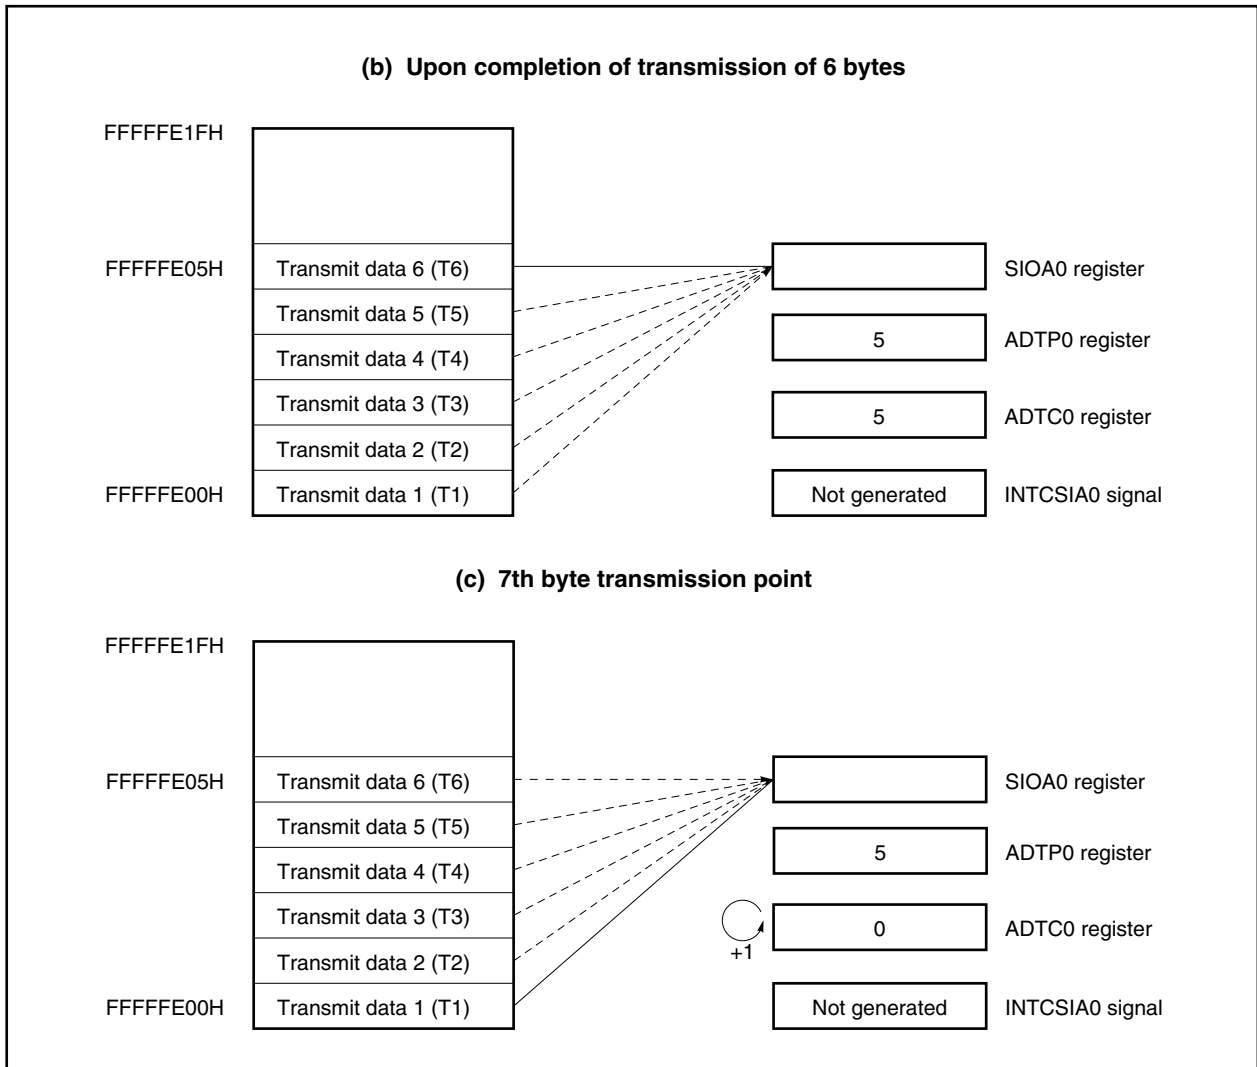 (b) Upon completion of transmission of 6 bytes
FFFFFE1FH
FFFFFE05H
Transmit data 6 (T6)
SIOA0 register
Transmit data 5 (T5)
5
ADTP0 register
Transmit data 4 (T4)
Transmit data 3 (T3)
5
ADTC0 register
Transmit data 2 (T2)
FFFFFE00H
Transmit data 1 (T1)
Not generated
INTCSIA0 signal
(c) 7th byte transmission point
FFFFFE1FH
FFFFFE05H
Transmit data 6 (T6)
SIOA0 register
Transmit data 5 (T5)
5
ADTP0 register
Transmit data 4 (T4)
Transmit data 3 (T3)
0
ADTC0 register
+1
Transmit data 2 (T2)
FFFFFE00H
Transmit data 1 (T1)
Not generated
INTCSIA0 signal